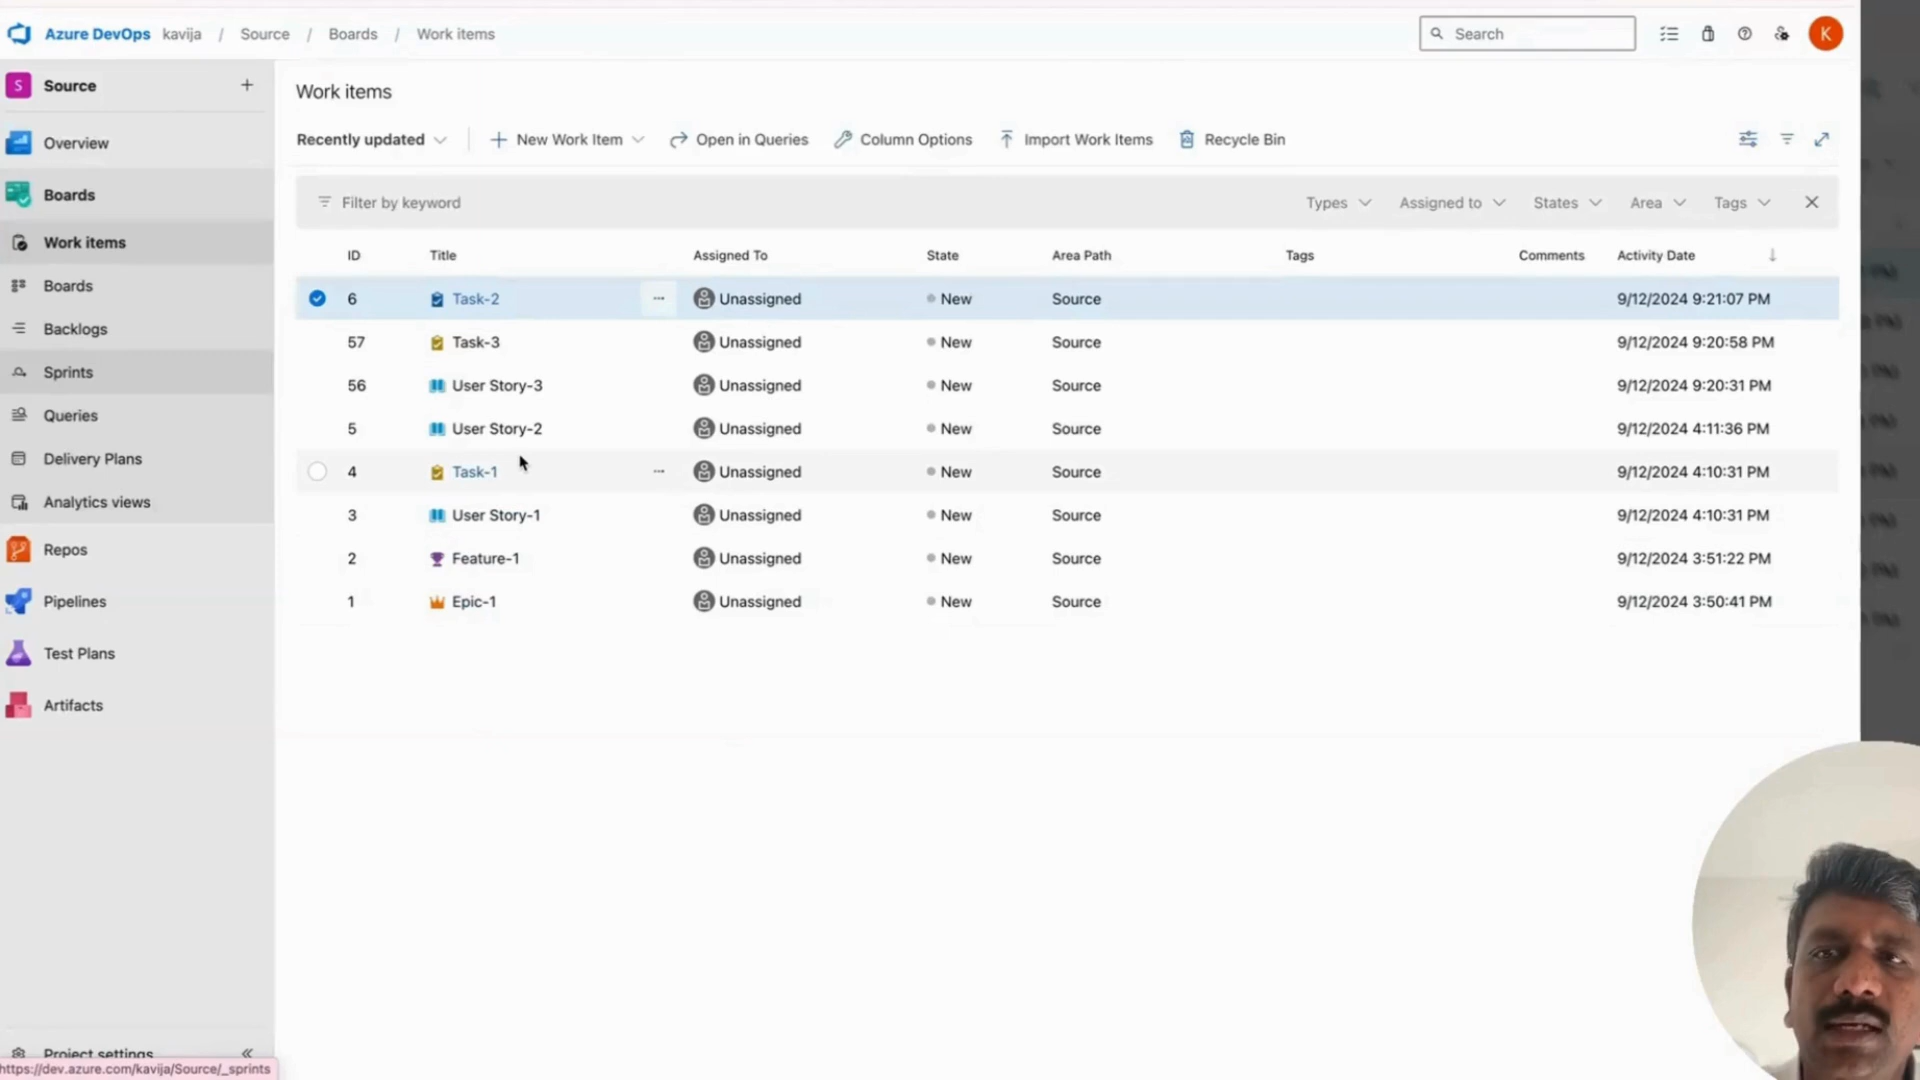 Azure DevOps kavija / Source / Boards / Work items Search K
S Source +
Overview
Boards
Work items
Boards
Backlogs
Sprints
Queries
Delivery Plans
Analytics views
Repos
Pipelines
Test Plans
Artifacts
Project settings
https://dev.azure.com/kavija/Source/_sprints
Work items
Recently updated New Work Item Open in Queries Column Options Import Work Items Recycle Bin
Filter by keyword Types Assigned to States Area Tags
ID Title Assigned To State Area Path Tags Comments Activity Date
6 Task-2 Unassigned New Source 9/12/2024 9:21:07 PM
57 Task-3 Unassigned New Source 9/12/2024 9:20:58 PM
56 User Story-3 Unassigned New Source 9/12/2024 9:20:31 PM
5 User Story-2 Unassigned New Source 9/12/2024 4:11:36 PM
4 Task-1 Unassigned New Source 9/12/2024 4:10:31 PM
3 User Story-1 Unassigned New Source 9/12/2024 4:10:31 PM
2 Feature-1 Unassigned New Source 9/12/2024 3:51:22 PM
1 Epic-1 Unassigned New Source 9/12/2024 3:50:41 PM